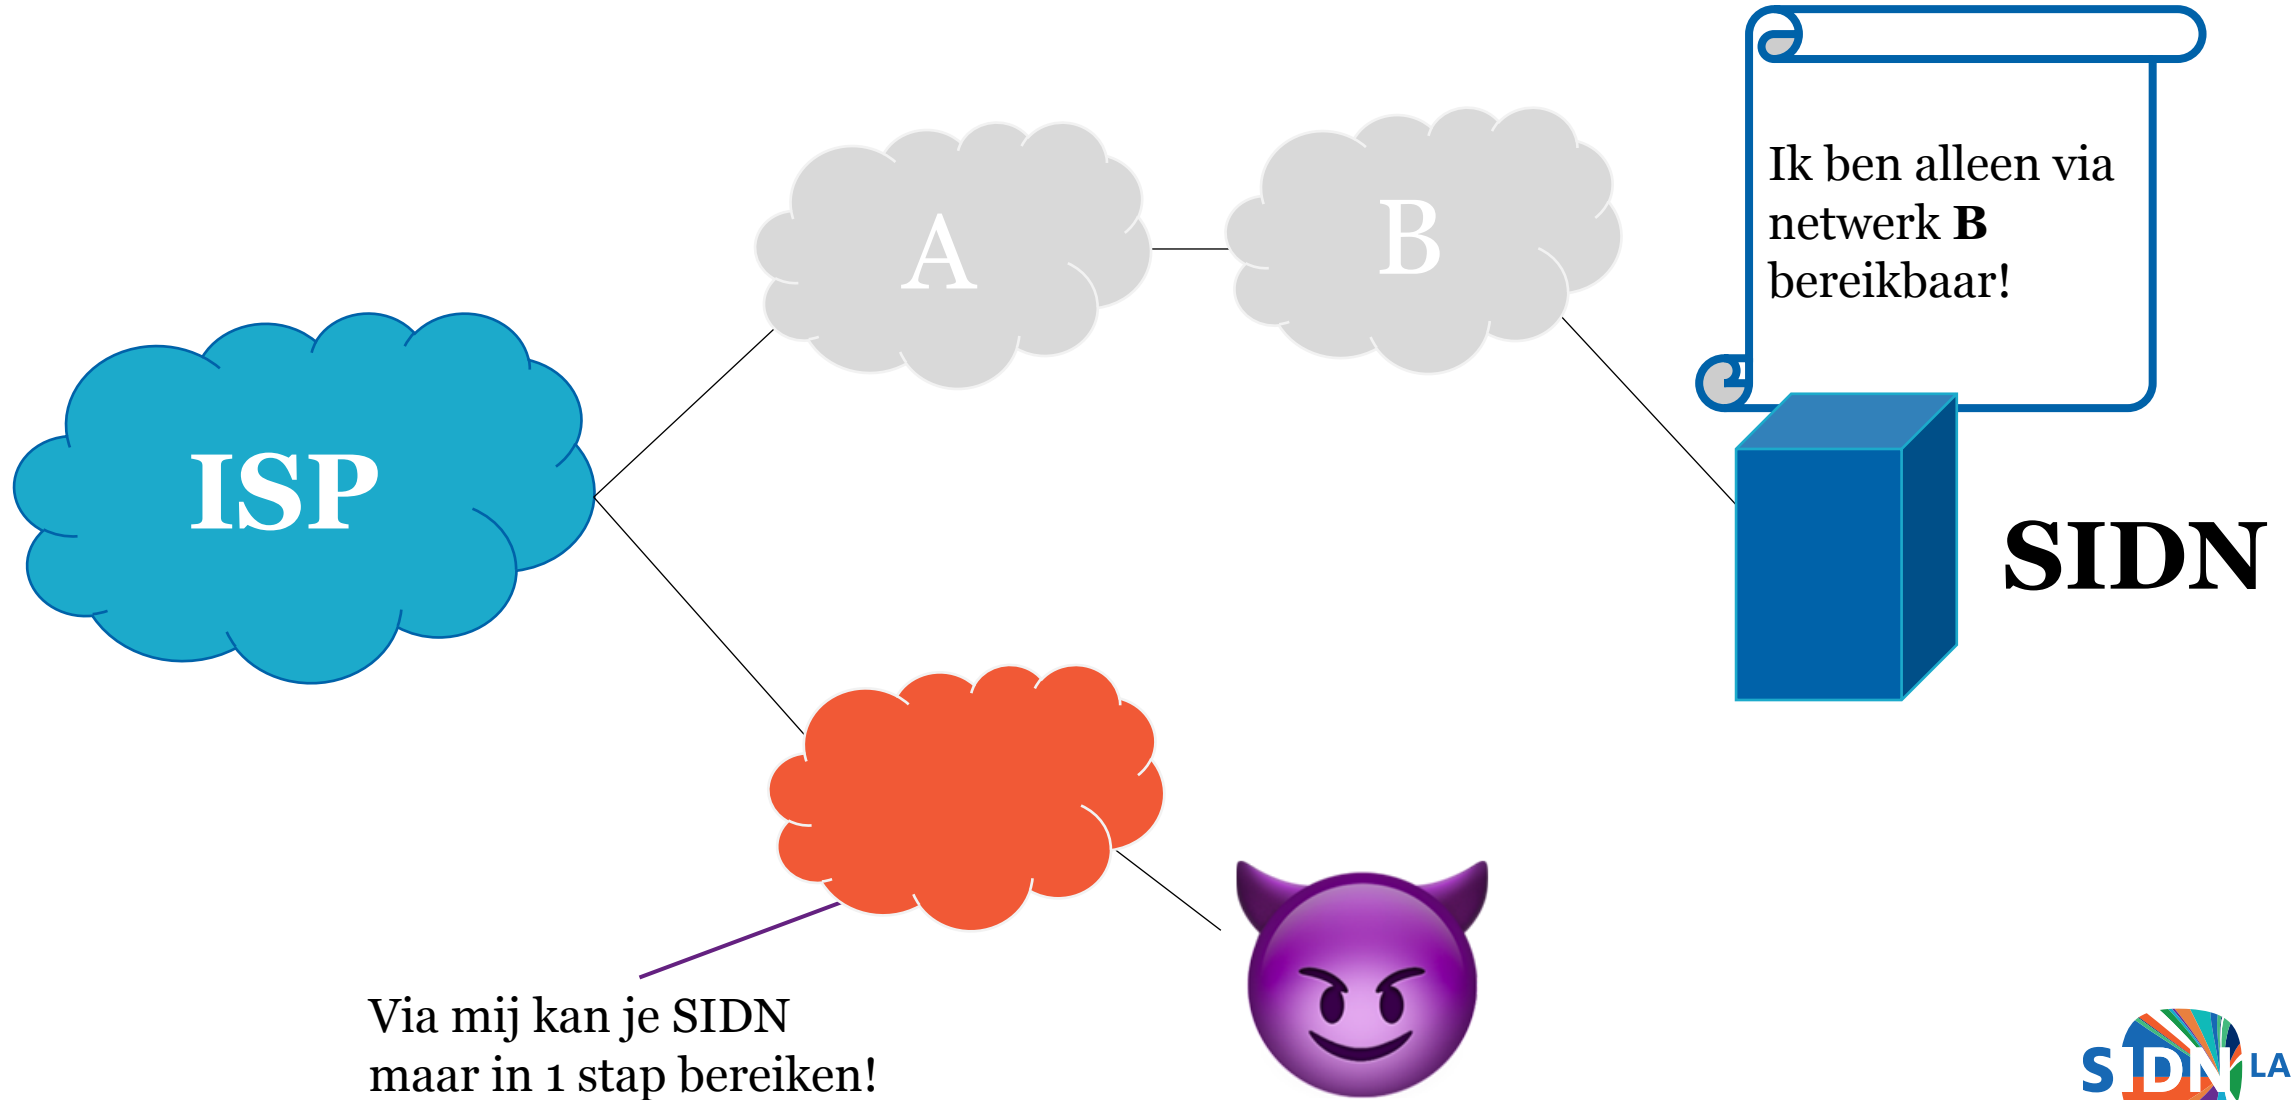 A
B
Ik ben alleen via
netwerk B
bereikbaar!
ISP
SIDN
Via mij kan je SIDN
maar in 1 stap bereiken!
SIDN LA